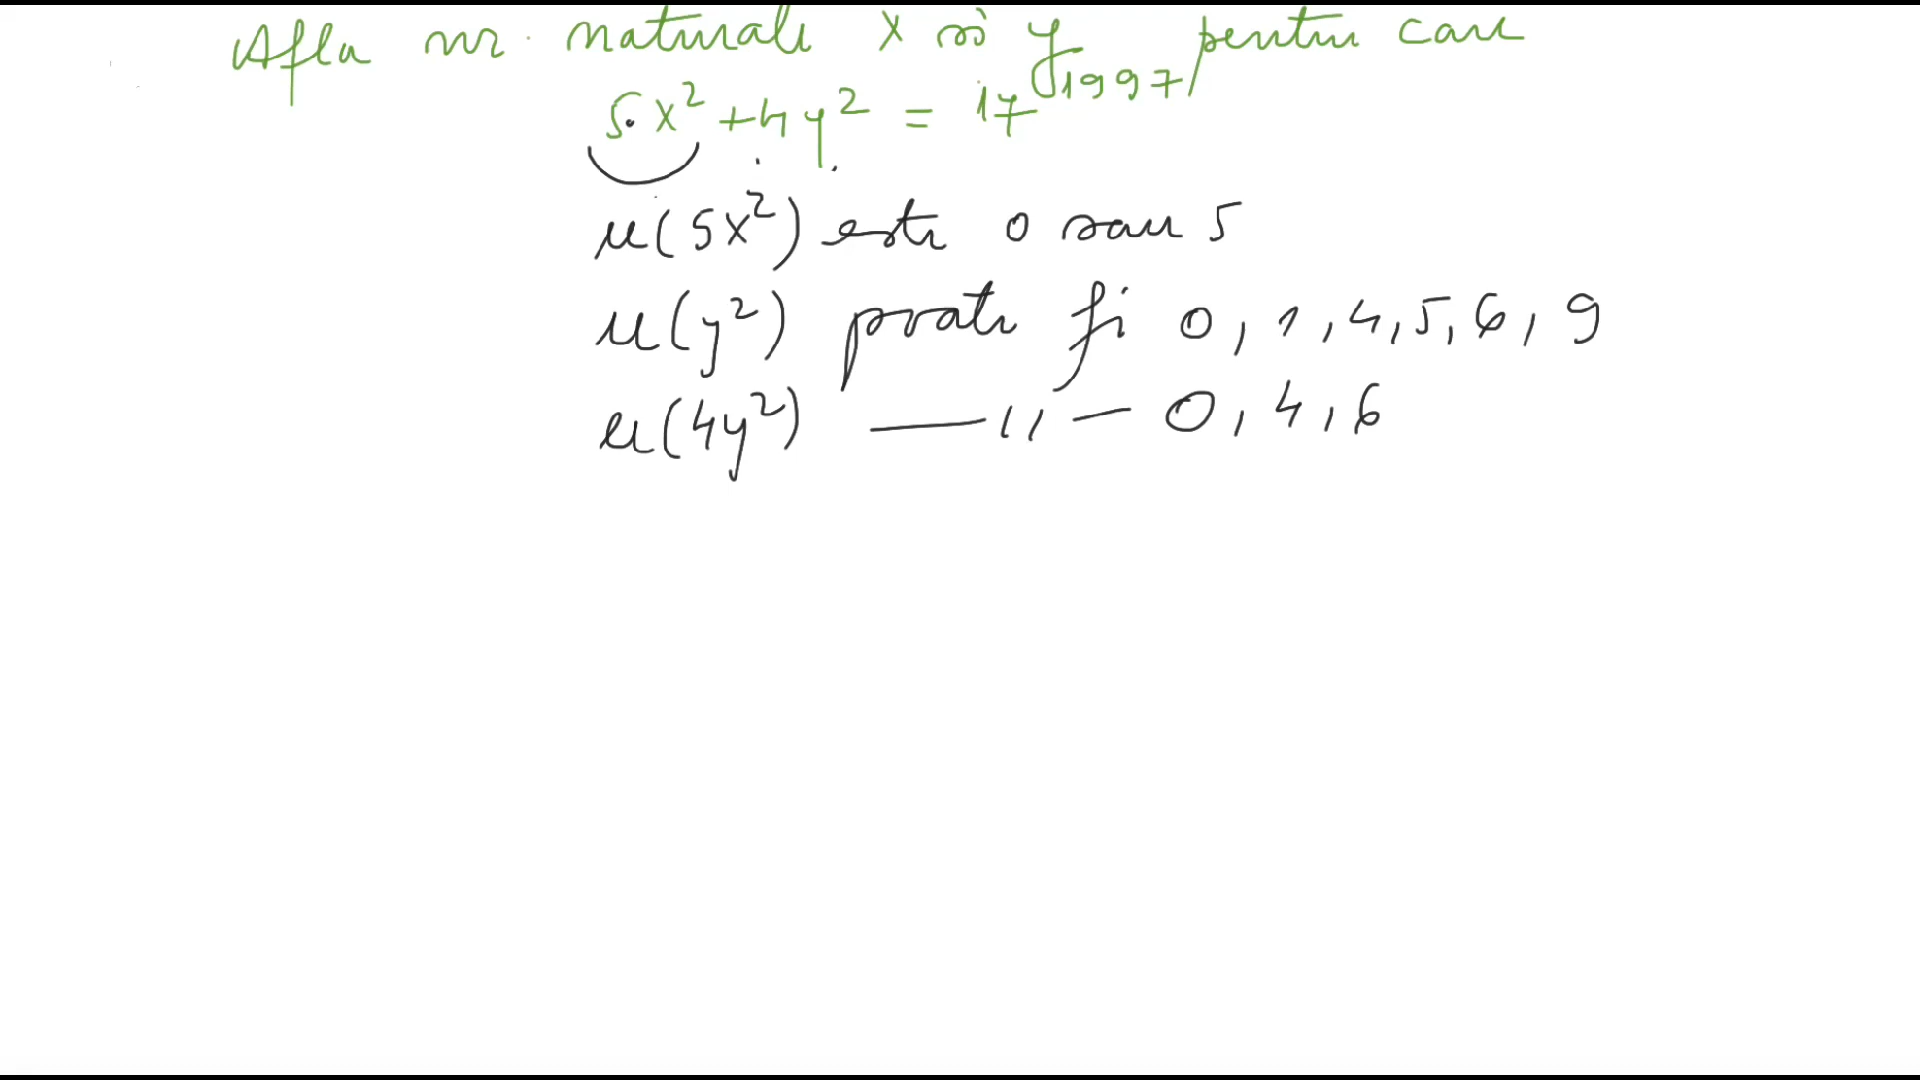 Afla nr. naturale x și y pentru care
5·x² + 4y² = 17¹⁹⁹⁷
u(5x²) este 0 sau 5
u(y²) poate fi 0, 1, 4, 5, 6, 9
u(4y²) —〃— 0, 4, 6